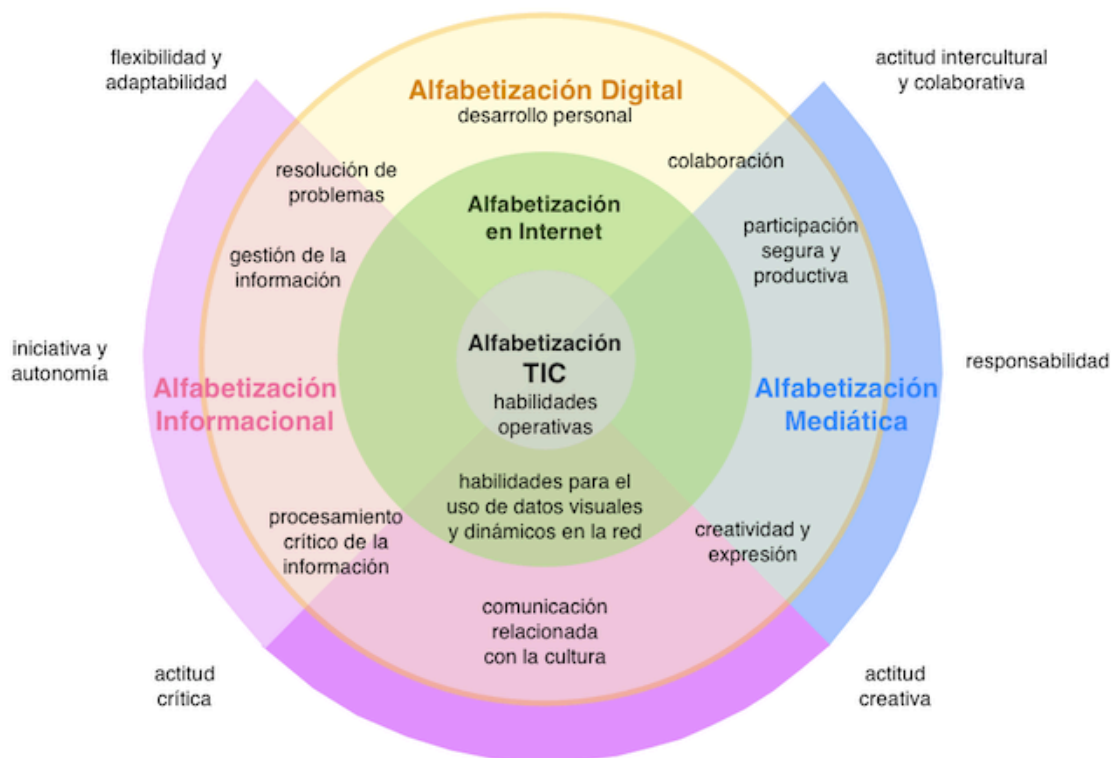 flexibilidad y
adaptabilidad
actitud intercultural
y colaborativa
Alfabetización Digital
desarrollo personal
resolución de
problemas
colaboración
Alfabetización
en Internet
gestión de la
información
participación
segura y
productiva
iniciativa y
autonomía
Alfabetización
TIC
habilidades
operativas
responsabilidad
Alfabetización
Informacional
Alfabetización
Mediática
habilidades para el
uso de datos visuales
y dinámicos en la red
procesamiento
crítico de la
información
creatividad y
expresión
comunicación
relacionada
con la cultura
actitud
crítica
actitud
creativa